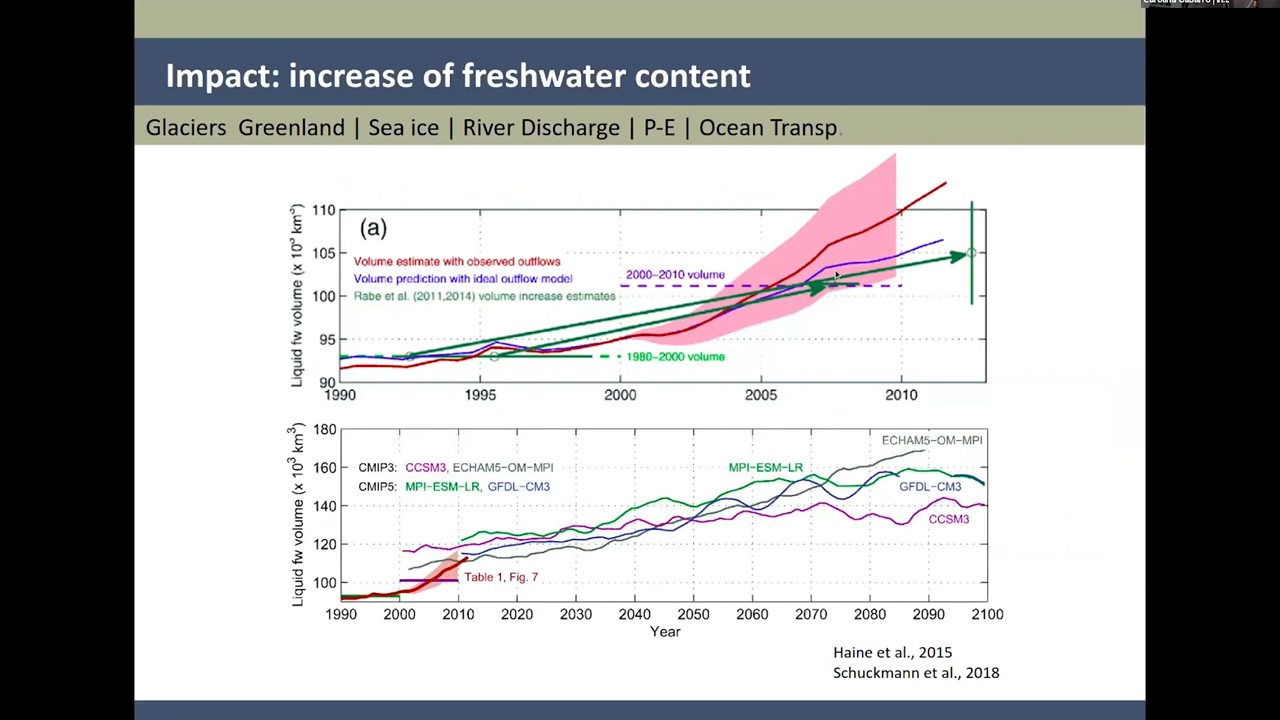 Impact: increase of freshwater content
Glaciers Greenland | Sea ice | River Discharge | P-E | Ocean Transp.
Liquid fw volume (x 10³ km³)
110
105
100
95
90
(a)
Volume estimate with observed outflows
Volume prediction with ideal outflow model
Rabe et al. (2011,2014) volume increase estimates
2000-2010 volume
1980-2000 volume
1990
1995
2000
2005
2010
Liquid fw volume (x 10³ km³)
180
160
140
120
100
CMIP3: CCSM3, ECHAM5-OM-MPI
CMIP5: MPI-ESM-LR, GFDL-CM3
ECHAM5-OM-MPI
MPI-ESM-LR
GFDL-CM3
CCSM3
Table 1, Fig. 7
1990
2000
2010
2020
2030
2040
2050
2060
2070
2080
2090
2100
Year
Haine et al., 2015
Schuckmann et al., 2018